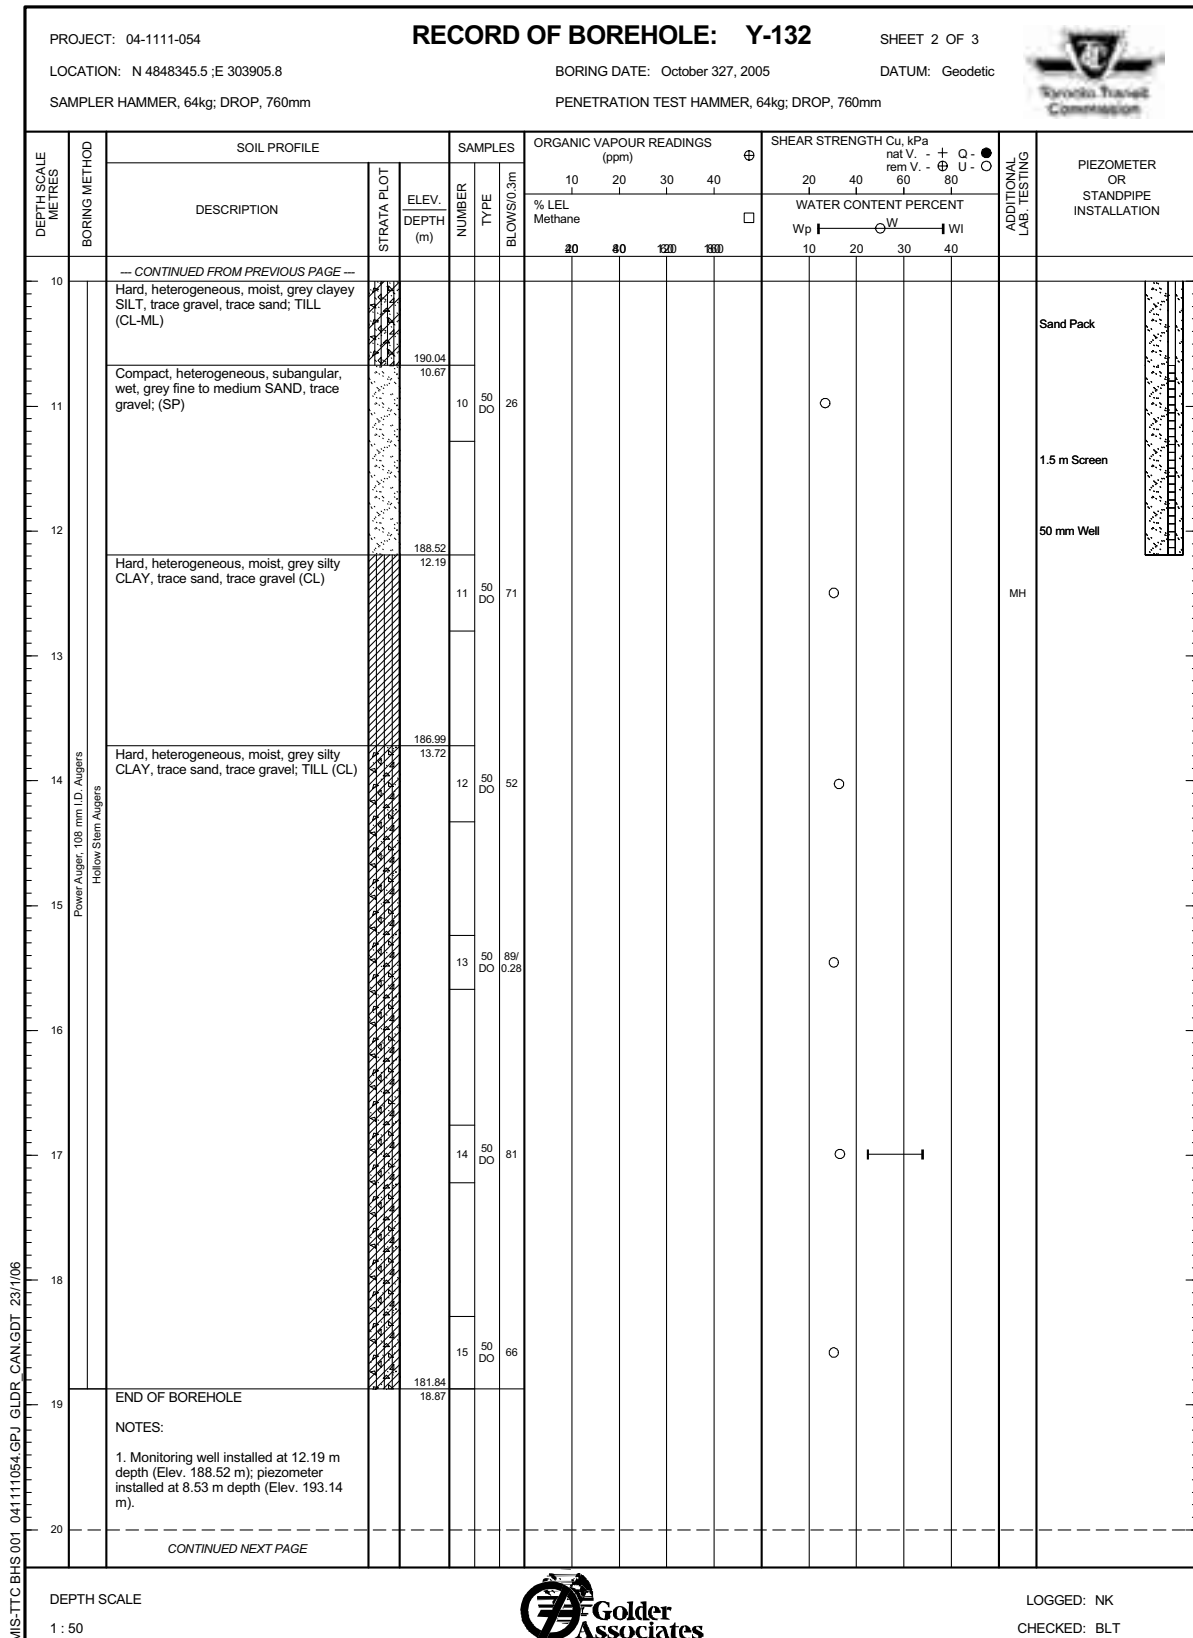 PROJECT: 04-1111-054
RECORD OF BOREHOLE: Y-132
SHEET 2 OF 3
LOCATION: N 4848345.5 ;E 303905.8
BORING DATE: October 327, 2005
DATUM: Geodetic
SAMPLER HAMMER, 64kg; DROP, 760mm
PENETRATION TEST HAMMER, 64kg; DROP, 760mm
Toronto Transit
Commission
DEPTH SCALE
METRES
BORING METHOD
SOIL PROFILE
DESCRIPTION
STRATA PLOT
ELEV.
DEPTH
(m)
SAMPLES
NUMBER
TYPE
BLOWS/0.3m
ORGANIC VAPOUR READINGS
(ppm) ⊕
10 20 30 40
% LEL
Methane □
SHEAR STRENGTH Cu, kPa
nat V. - + Q - ●
rem V. - ⊕ U - ○
20 40 60 80
WATER CONTENT PERCENT
Wp W Wl
10 20 30 40
ADDITIONAL
LAB. TESTING
PIEZOMETER
OR
STANDPIPE
INSTALLATION
--- CONTINUED FROM PREVIOUS PAGE ---
10
Hard, heterogeneous, moist, grey clayey
SILT, trace gravel, trace sand; TILL
(CL-ML)
Sand Pack
190.04
10.67
Compact, heterogeneous, subangular,
wet, grey fine to medium SAND, trace
gravel; (SP)
11
10 50 DO 26
1.5 m Screen
12
50 mm Well
188.52
12.19
Hard, heterogeneous, moist, grey silty
CLAY, trace sand, trace gravel (CL)
11 50 DO 71
MH
13
186.99
13.72
Hard, heterogeneous, moist, grey silty
CLAY, trace sand, trace gravel; TILL (CL)
14
12 50 DO 52
Power Auger, 108 mm I.D. Augers
Hollow Stem Augers
15
13 50 DO 89/ 0.28
16
17
14 50 DO 81
18
15 50 DO 66
181.84
18.87
19
END OF BOREHOLE
NOTES:
1. Monitoring well installed at 12.19 m
depth (Elev. 188.52 m); piezometer
installed at 8.53 m depth (Elev. 193.14
m).
20
CONTINUED NEXT PAGE
MIS-TTC BHS 001 041111054.GPJ GLDR_CAN.GDT 23/1/06
DEPTH SCALE
1 : 50
Golder
Associates
LOGGED: NK
CHECKED: BLT